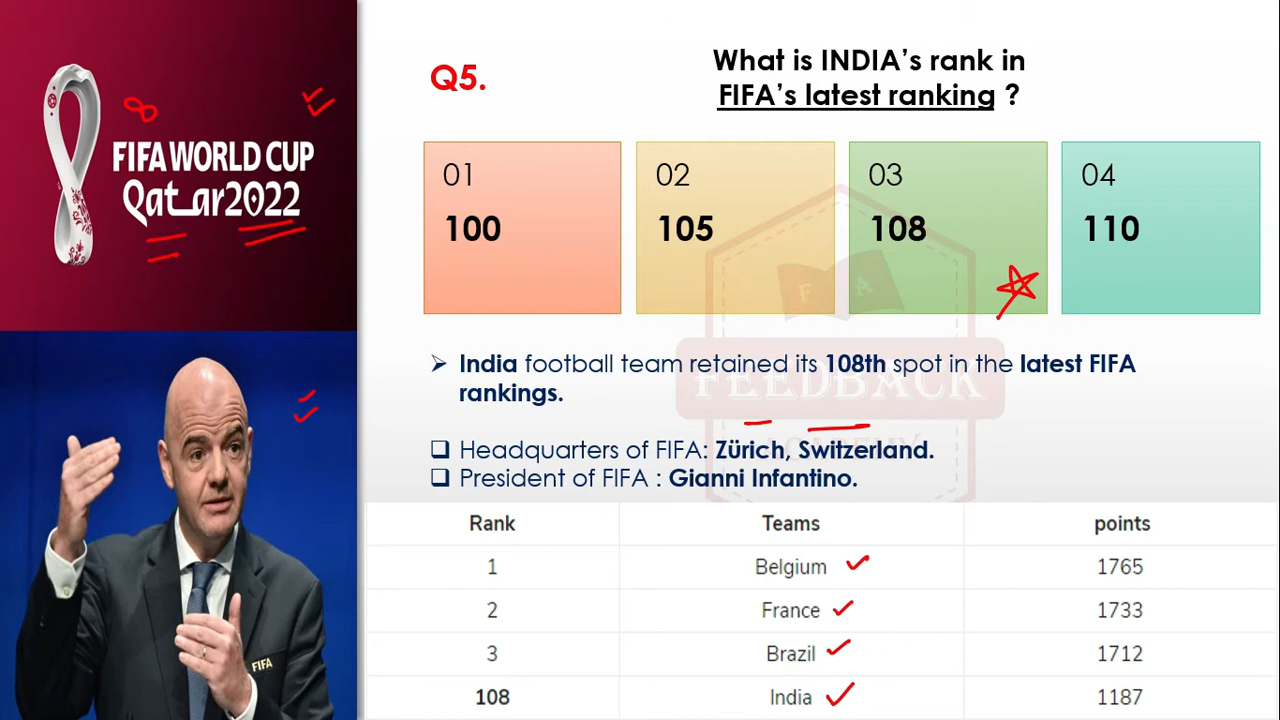 FIFA WORLD CUP
Qatar2022
Q5.
What is INDIA's rank in
FIFA's latest ranking ?
01
100
02
105
03
108
04
110
F A
FEEDBACK
ACADEMY
➢ India football team retained its 108th spot in the latest FIFA
rankings.
❑ Headquarters of FIFA: Zürich, Switzerland.
❑ President of FIFA : Gianni Infantino.
Rank Teams points
1 Belgium 1765
2 France 1733
3 Brazil 1712
108 India 1187
FIFA